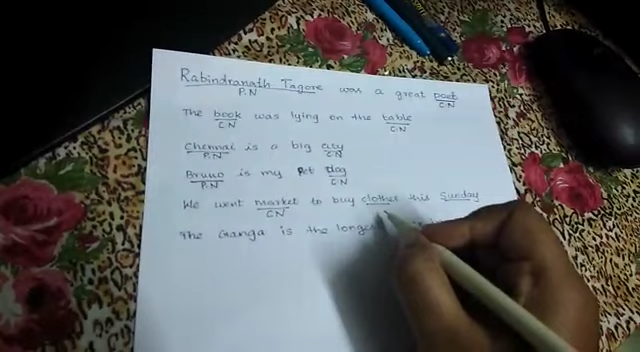 Rabindranath Tagore was a great poet
P.N C.N
The book was lying on the table
C.N C.N
Chennai is a big city
P.N C.N
Bruno is my pet dog
P.N C.N
We went market to buy clothes this Sunday
C.N
The Ganga is the longest